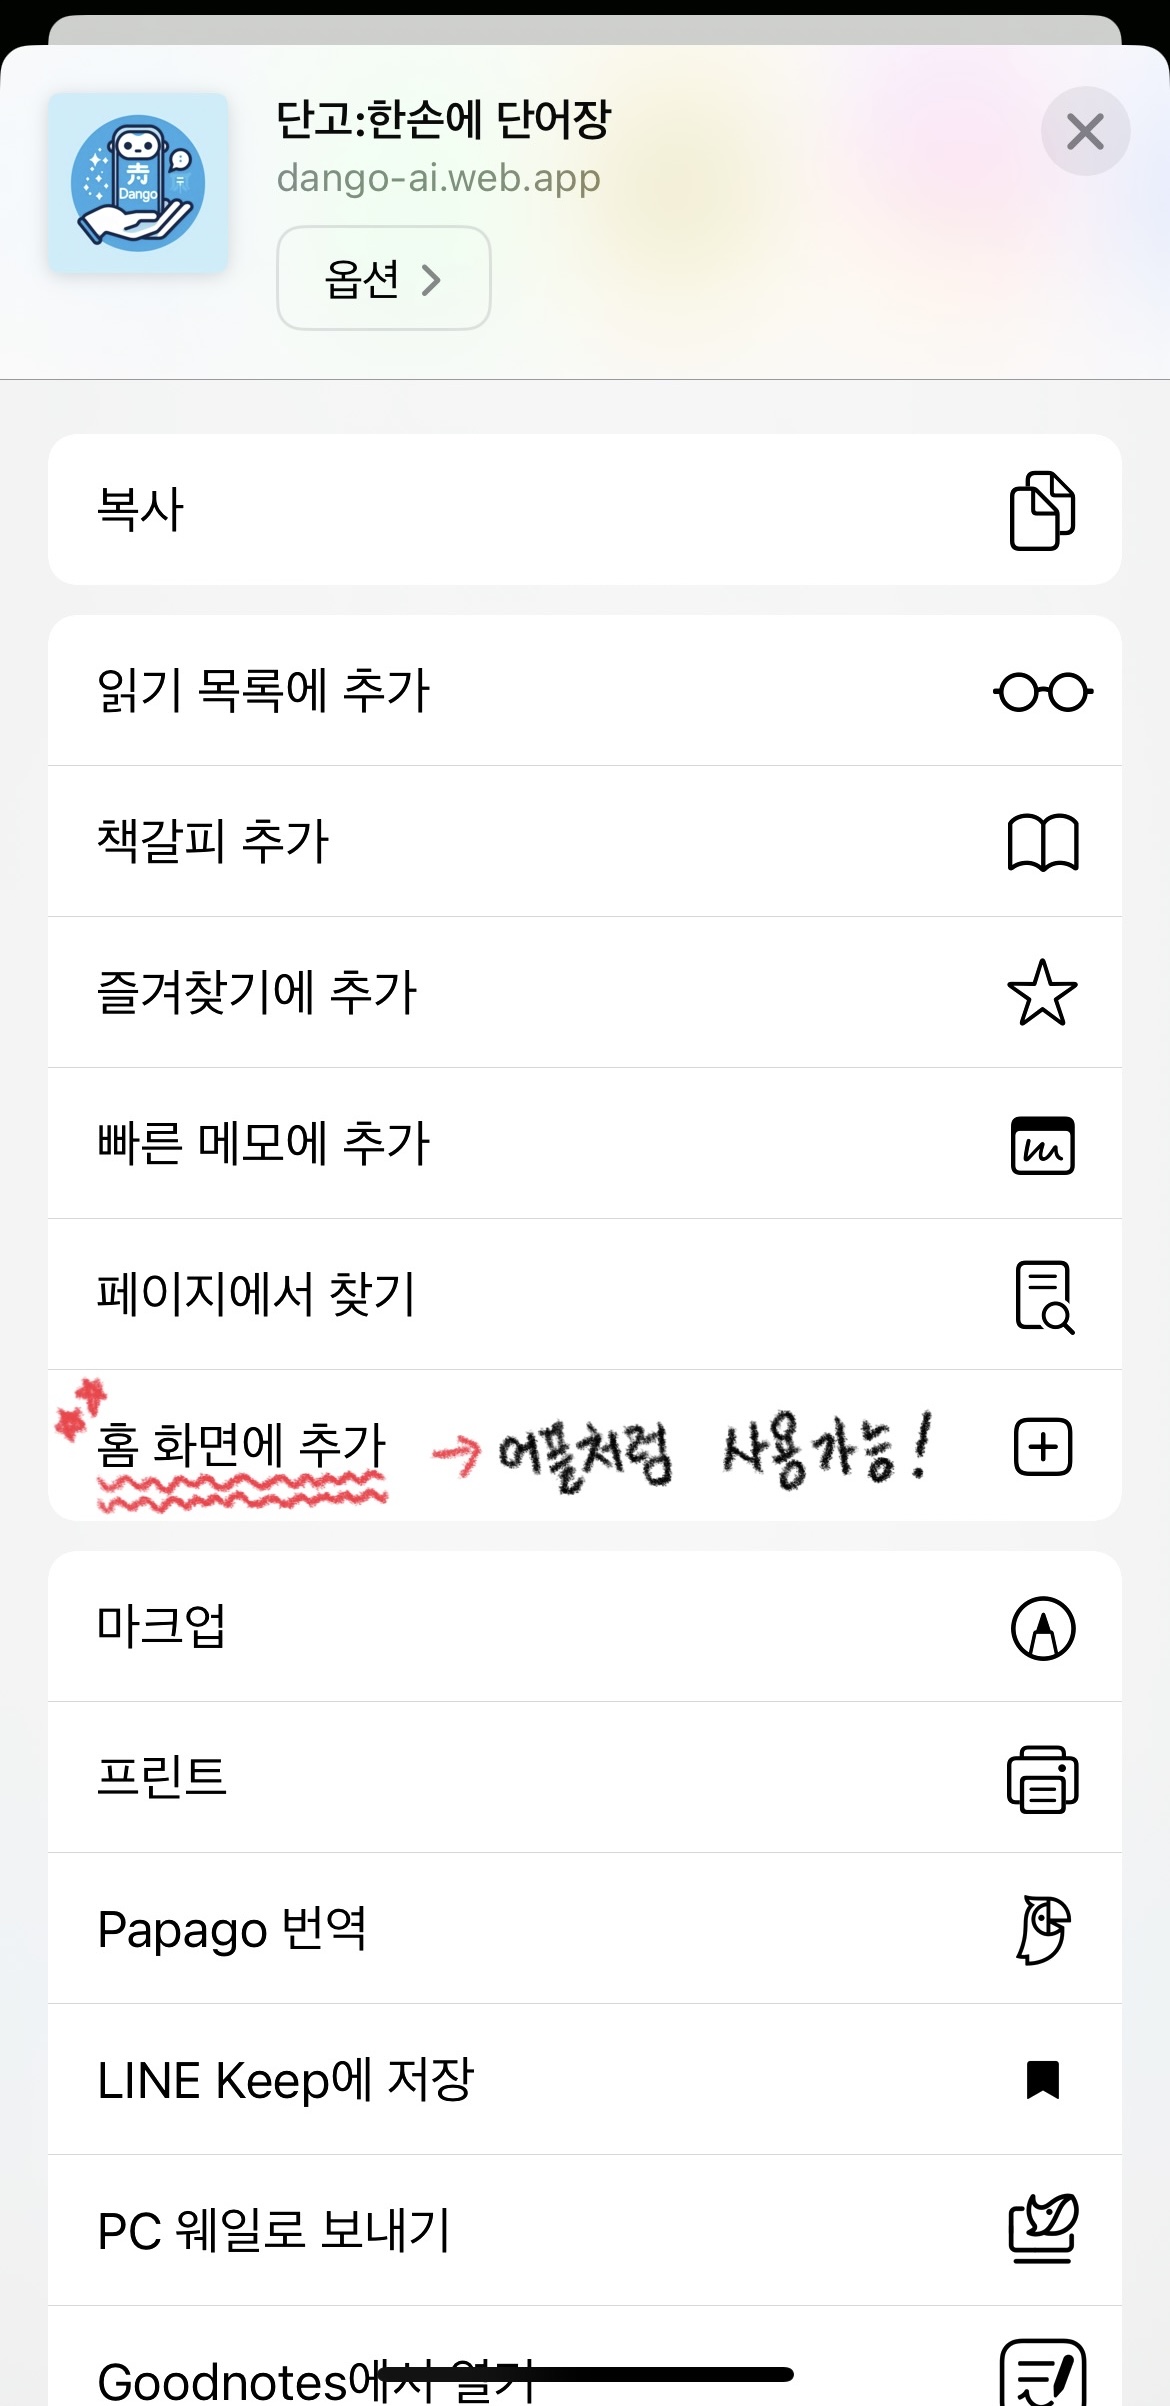 단고:한손에 단어장
Dango
dango-ai.web.app
옵션
복사
읽기 목록에 추가
책갈피 추가
즐겨찾기에 추가
빠른 메모에 추가
페이지에서 찾기
홈 화면에 추가 → 어플처럼 사용가능!
마크업
프린트
Papago 번역
LINE Keep에 저장
PC 웨일로 보내기
Goodnotes에서 열기